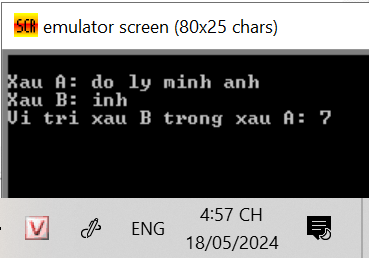 SCR emulator screen (80x25 chars)
Xau A: do ly minh anh
Xau B: inh
Vi tri xau B trong xau A: 7
V ENG 4:57 CH
18/05/2024